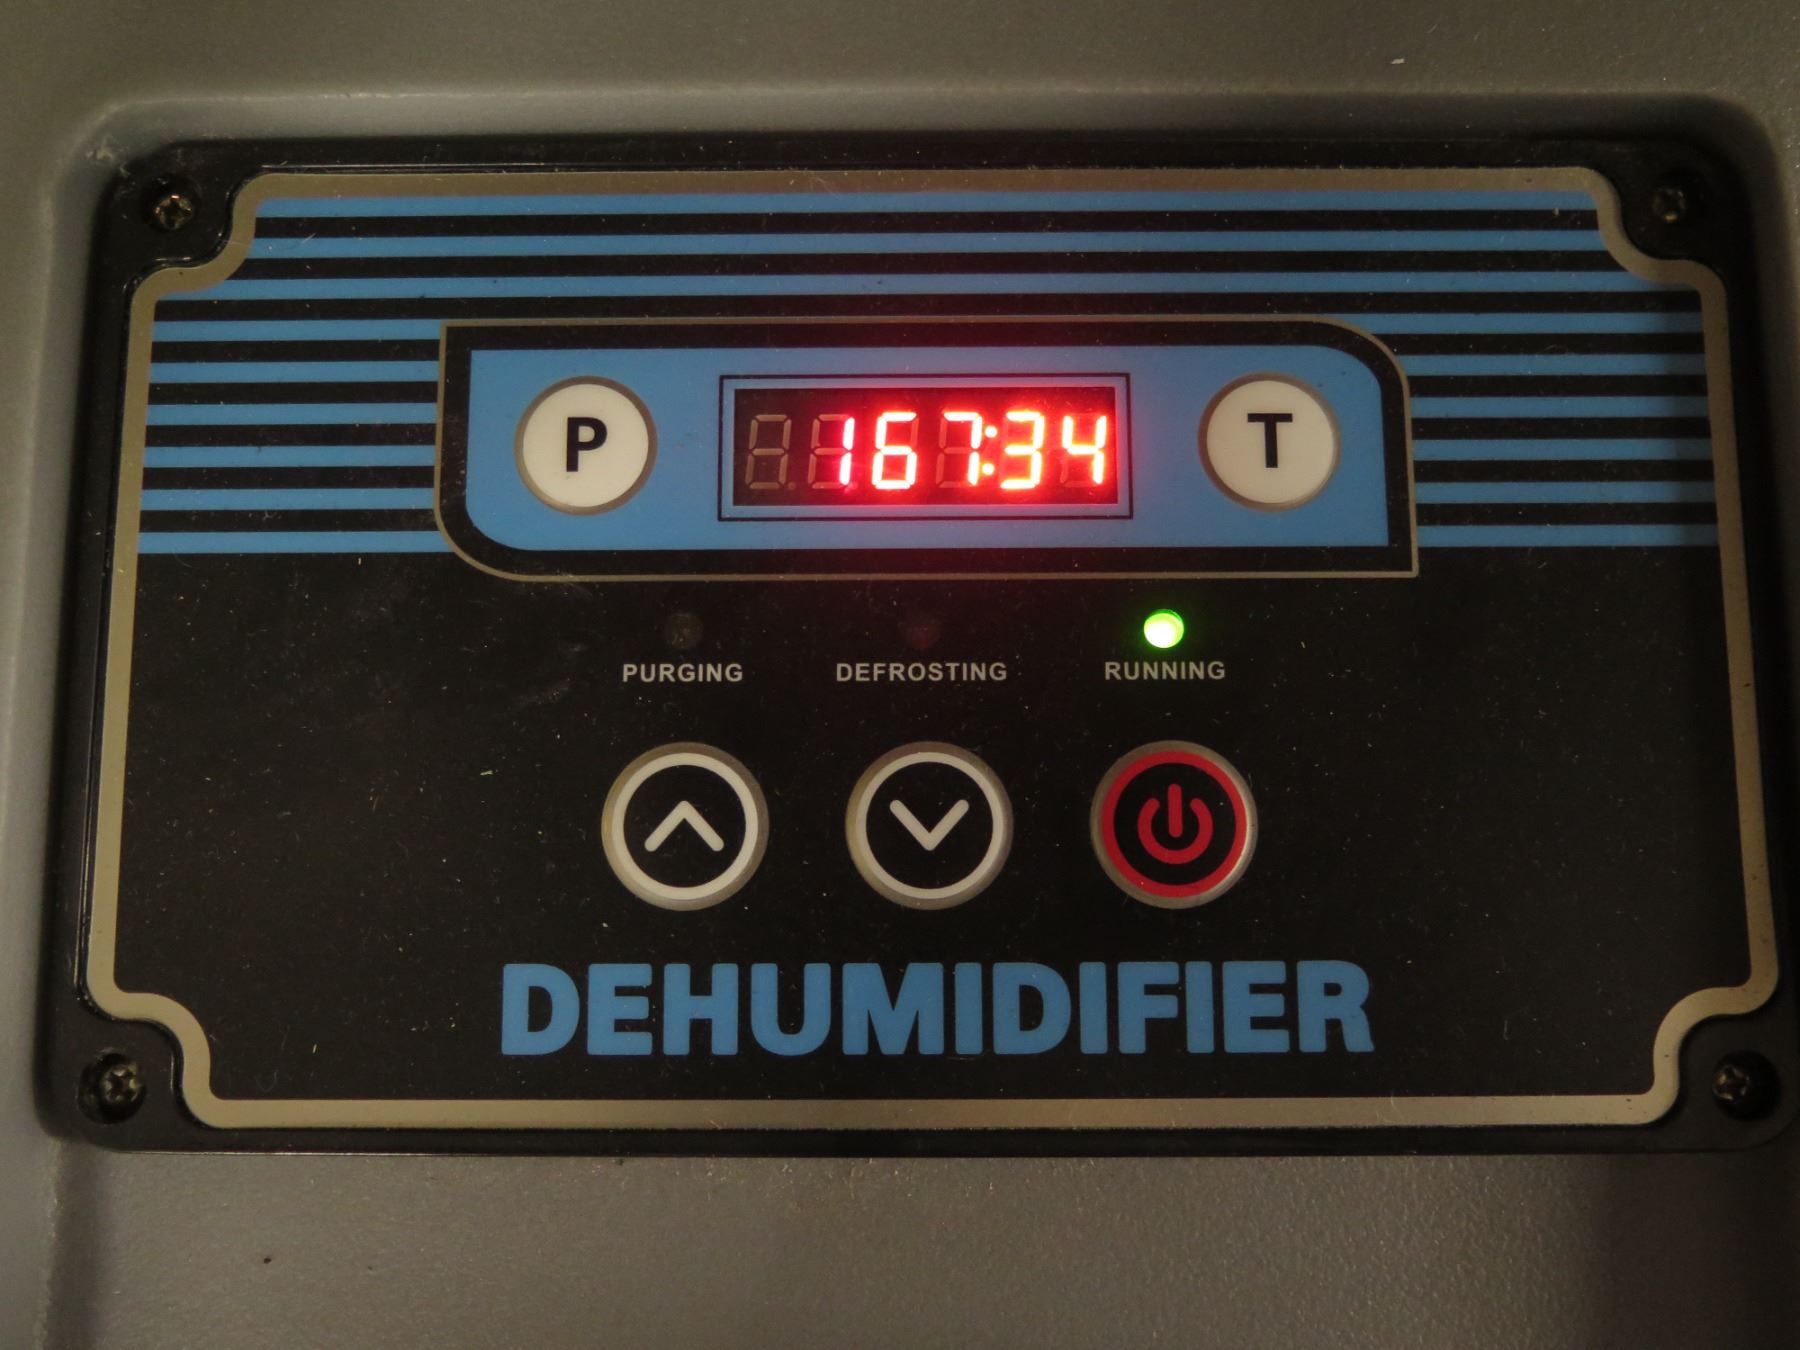 P 167:34 T
PURGING DEFROSTING RUNNING
DEHUMIDIFIER